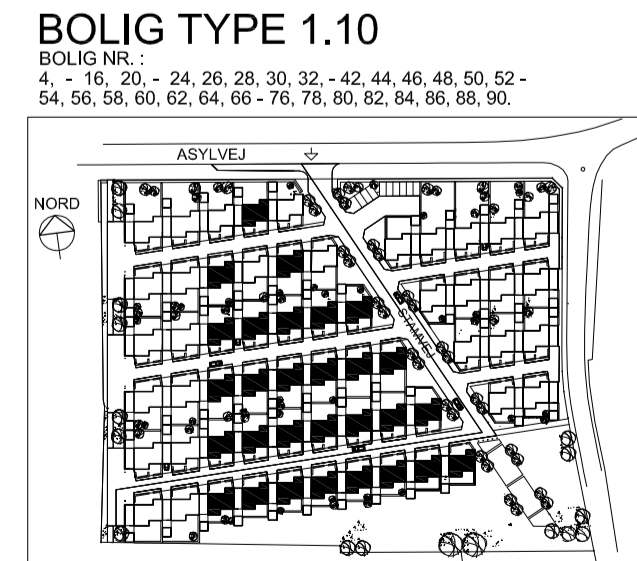 BOLIG TYPE 1.10
BOLIG NR. :
4, - 16, 20, - 24, 26, 28, 30, 32, - 42, 44, 46, 48, 50, 52 -
54, 56, 58, 60, 62, 64, 66 - 76, 78, 80, 82, 84, 86, 88, 90.
ASYLVEJ
NORD
STAMVEJ